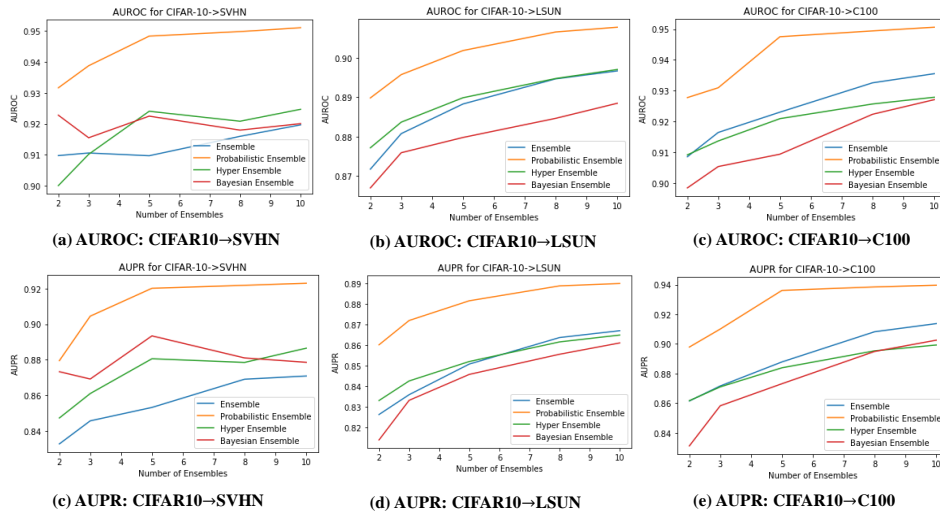 AUROC for CIFAR-10->SVHN
AUROC
0.95
0.94
0.93
0.92
0.91
0.90
2 3 4 5 6 7 8 9 10
Number of Ensembles
Ensemble
Probabilistic Ensemble
Hyper Ensemble
Bayesian Ensemble
(a) AUROC: CIFAR10→SVHN
AUROC for CIFAR-10->LSUN
AUROC
0.90
0.89
0.88
0.87
2 3 4 5 6 7 8 9 10
Number of Ensembles
Ensemble
Probabilistic Ensemble
Hyper Ensemble
Bayesian Ensemble
(b) AUROC: CIFAR10→LSUN
AUROC for CIFAR-10->C100
AUROC
0.95
0.94
0.93
0.92
0.91
0.90
2 3 4 5 6 7 8 9 10
Number of Ensembles
Ensemble
Probabilistic Ensemble
Hyper Ensemble
Bayesian Ensemble
(c) AUROC: CIFAR10→C100
AUPR for CIFAR-10->SVHN
AUPR
0.92
0.90
0.88
0.86
0.84
2 3 4 5 6 7 8 9 10
Number of Ensembles
Ensemble
Probabilistic Ensemble
Hyper Ensemble
Bayesian Ensemble
(c) AUPR: CIFAR10→SVHN
AUPR for CIFAR-10->LSUN
AUPR
0.89
0.88
0.87
0.86
0.85
0.84
0.83
0.82
2 3 4 5 6 7 8 9 10
Number of Ensembles
Ensemble
Probabilistic Ensemble
Hyper Ensemble
Bayesian Ensemble
(d) AUPR: CIFAR10→LSUN
AUPR for CIFAR-10->C100
AUPR
0.94
0.92
0.90
0.88
0.86
0.84
2 3 4 5 6 7 8 9 10
Number of Ensembles
Ensemble
Probabilistic Ensemble
Hyper Ensemble
Bayesian Ensemble
(e) AUPR: CIFAR10→C100